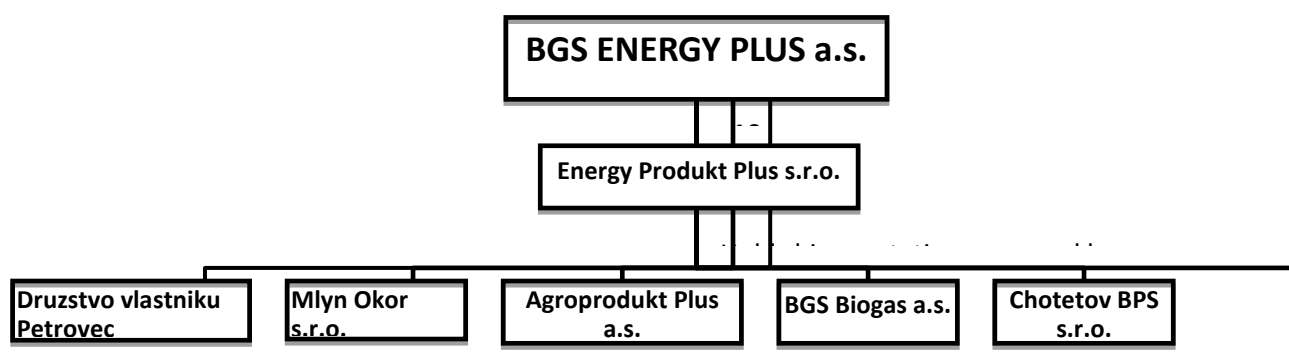 BGS ENERGY PLUS a.s.
Energy Produkt Plus s.r.o.
Druzstvo vlastniku
Petrovec
Mlyn Okor
s.r.o.
Agroprodukt Plus
a.s.
BGS Biogas a.s.
Chotetov BPS
s.r.o.